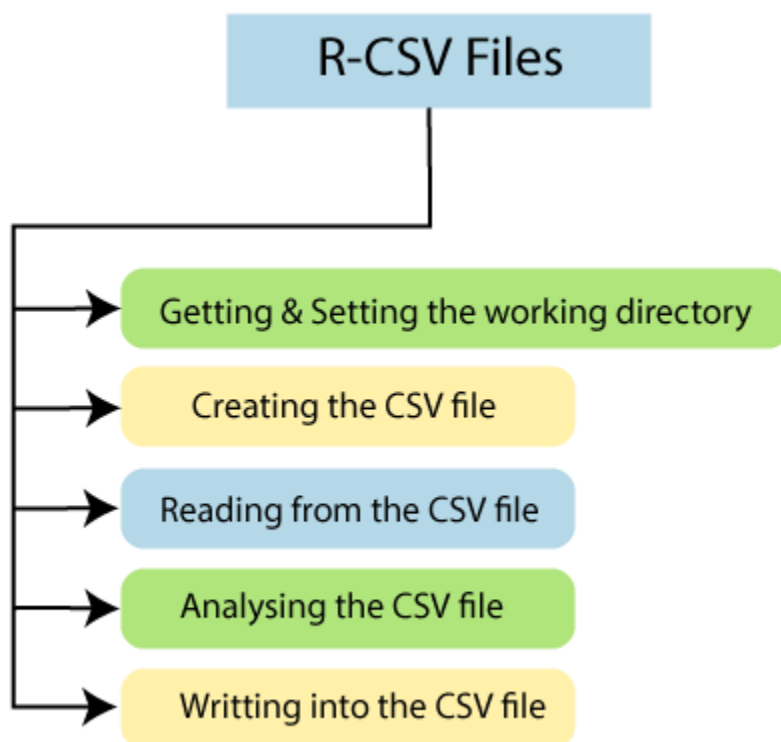 R-CSV Files
Getting & Setting the working directory
Creating the CSV file
Reading from the CSV file
Analysing the CSV file
Writting into the CSV file